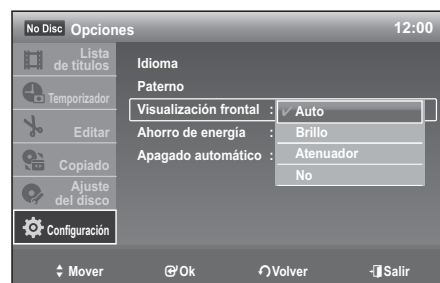 No Disc Opciones 12:00
Lista
de títulos
Temporizador
Editar
Copiado
Ajuste
del disco
Configuración
Idioma
Paterno
Visualización frontal :
Ahorro de energía :
Apagado automático :
Auto
Brillo
Atenuador
No
Mover Ok Volver Salir